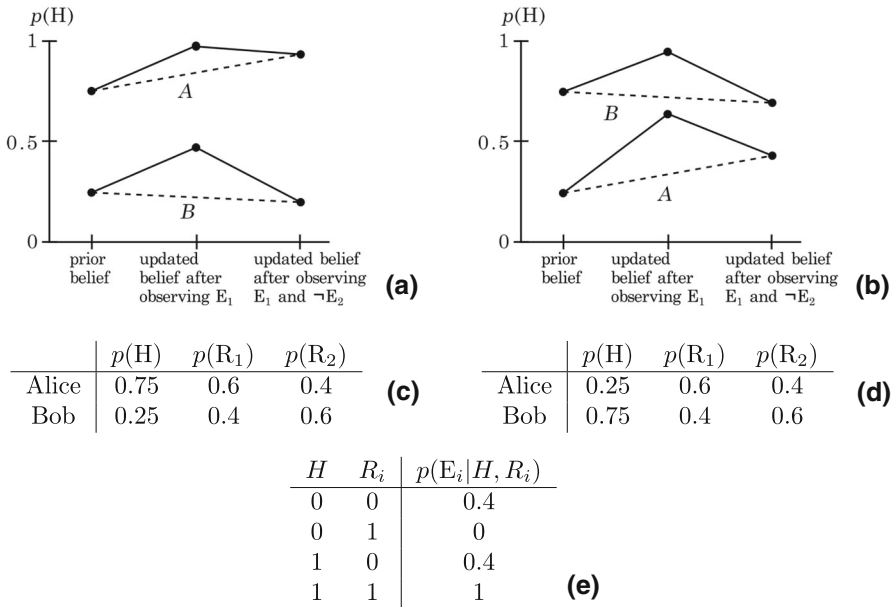 p(H)
1
0.5
0
A
B
prior belief
updated belief after observing E₁
updated belief after observing E₁ and ¬E₂
(a)
p(H)
1
0.5
0
B
A
prior belief
updated belief after observing E₁
updated belief after observing E₁ and ¬E₂
(b)
p(H) p(R₁) p(R₂)
Alice 0.75 0.6 0.4
Bob 0.25 0.4 0.6
(c)
p(H) p(R₁) p(R₂)
Alice 0.25 0.6 0.4
Bob 0.75 0.4 0.6
(d)
H Rᵢ p(Eᵢ|H, Rᵢ)
0 0 0.4
0 1 0
1 0 0.4
1 1 1
(e)